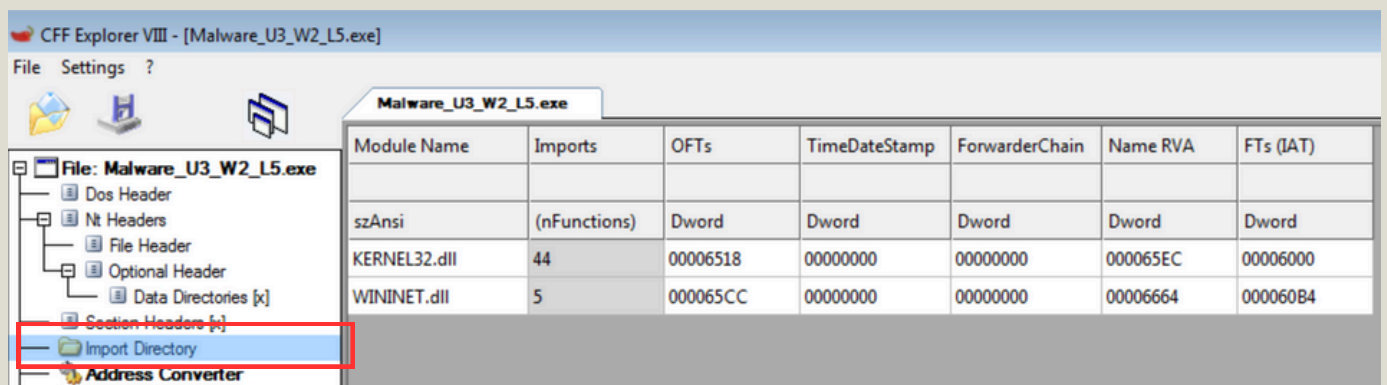 CFF Explorer VIII - [Malware_U3_W2_L5.exe]
File Settings ?
Malware_U3_W2_L5.exe
File: Malware_U3_W2_L5.exe
Dos Header
Nt Headers
File Header
Optional Header
Data Directories [x]
Section Headers [x]
Import Directory
Address Converter
Module Name Imports OFTs TimeDateStamp ForwarderChain Name RVA FTs (IAT)
szAnsi (nFunctions) Dword Dword Dword Dword Dword
KERNEL32.dll 44 00006518 00000000 00000000 000065EC 00006000
WININET.dll 5 000065CC 00000000 00000000 00006664 000060B4